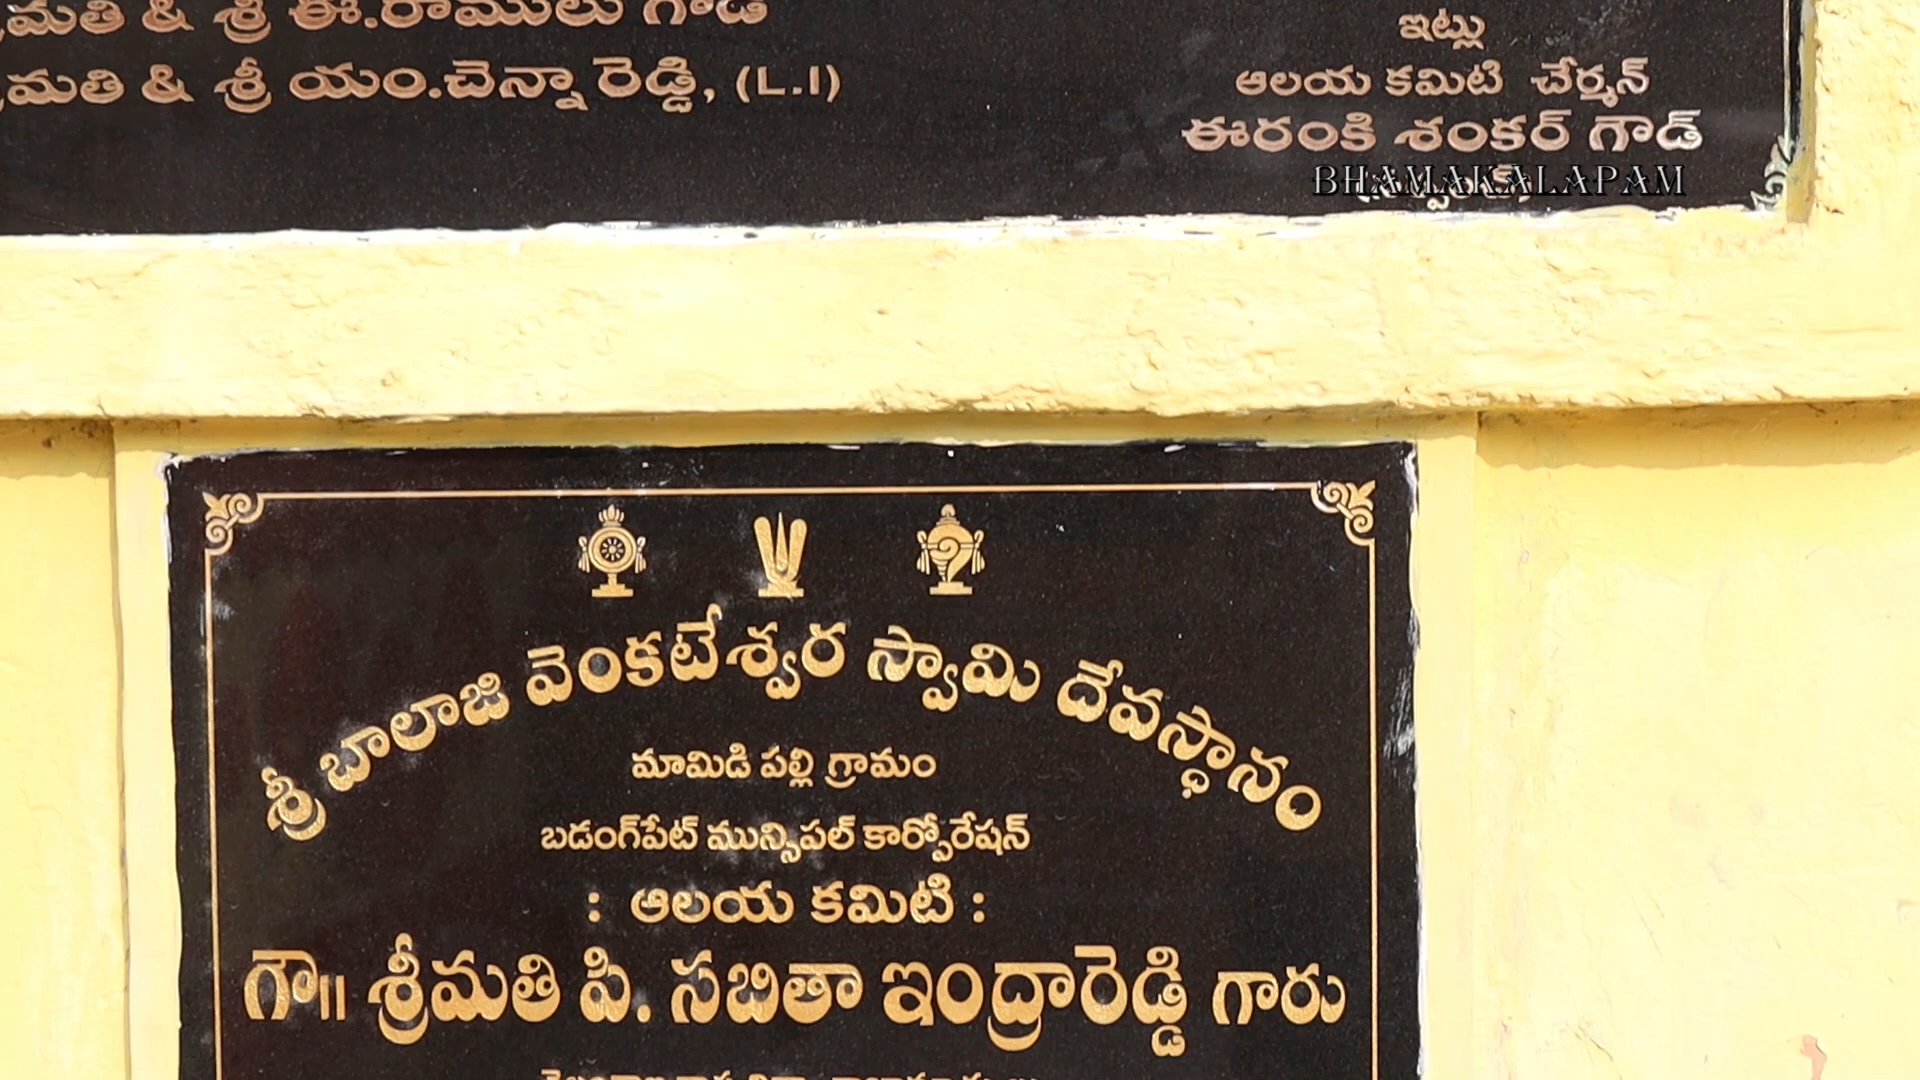 మతి & శ్రీ ఈ.రాములు గౌడ్
మతి & శ్రీ యం.చెన్నా రెడ్డి, (L.I)
ఇట్లు
ఆలయ కమిటి చేర్మన్
ఈరంకి శంకర్ గౌడ్
BHAMAKALAPAM
శ్రీ బాలాజి వెంకటేశ్వర స్వామి దేవస్థానం
మామిడి పల్లి గ్రామం
బడంగ్‌పేట్ మున్సిపల్ కార్పోరేషన్
: ఆలయ కమిటి :
గౌ॥ శ్రీమతి పి. సబితా ఇంద్రారెడ్డి గారు